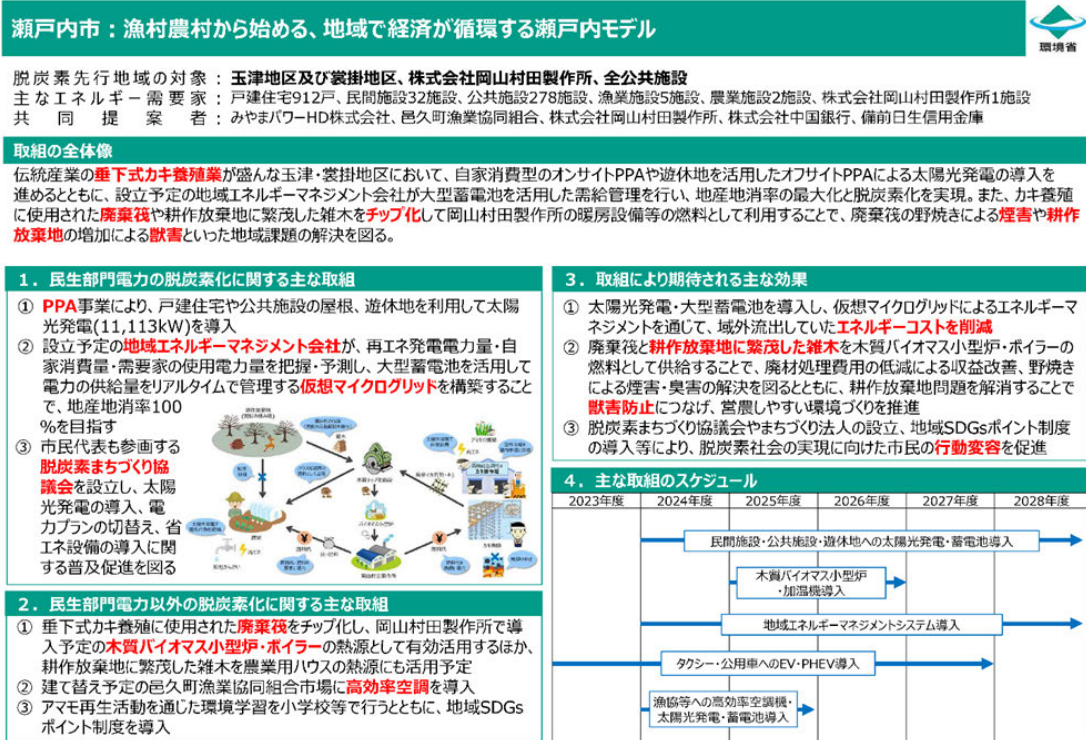 瀬戸内市：漁村農村から始める、地域で経済が循環する瀬戸内モデル
環境省
脱炭素先行地域の対象：玉津地区及び裳掛地区、株式会社岡山村田製作所、全公共施設
主なエネルギー需要家：戸建住宅912戸、民間施設32施設、公共施設278施設、漁業施設5施設、農業施設2施設、株式会社岡山村田製作所1施設
共同提案者：みやまパワーHD株式会社、邑久町漁業協同組合、株式会社岡山村田製作所、株式会社中国銀行、備前日生信用金庫
取組の全体像
伝統産業の垂下式カキ養殖業が盛んな玉津・裳掛地区において、自家消費型のオンサイトPPAや遊休地を活用したオフサイトPPAによる太陽光発電の導入を
進めるとともに、設立予定の地域エネルギーマネジメント会社が大型蓄電池を活用した需給管理を行い、地産地消率の最大化と脱炭素化を実現。また、カキ養殖
に使用された廃棄筏や耕作放棄地に繁茂した雑木をチップ化して岡山村田製作所の暖房設備等の燃料として利用することで、廃棄筏の野焼きによる煙害や耕作
放棄地の増加による獣害といった地域課題の解決を図る。
1．民生部門電力の脱炭素化に関する主な取組
① PPA事業により、戸建住宅や公共施設の屋根、遊休地を利用して太陽
光発電(11,113kW)を導入
② 設立予定の地域エネルギーマネジメント会社が、再エネ発電電力量・自
家消費量・需要家の使用電力量を把握・予測し、大型蓄電池を活用して
電力の供給量をリアルタイムで管理する仮想マイクログリッドを構築すること
で、地産地消率100
%を目指す
③ 市民代表も参画する
脱炭素まちづくり協
議会を設立し、太陽
光発電の導入、電
力プランの切替え、省
エネ設備の導入に関
する普及促進を図る
2．民生部門電力以外の脱炭素化に関する主な取組
① 垂下式カキ養殖に使用された廃棄筏をチップ化し、岡山村田製作所で導
入予定の木質バイオマス小型炉・ボイラーの熱源として有効活用するほか、
耕作放棄地に繁茂した雑木を農業用ハウスの熱源にも活用予定
② 建て替え予定の邑久町漁業協同組合市場に高効率空調を導入
③ アマモ再生活動を通じた環境学習を小学校等で行うとともに、地域SDGs
ポイント制度を導入
3．取組により期待される主な効果
① 太陽光発電・大型蓄電池を導入し、仮想マイクログリッドによるエネルギーマ
ネジメントを通じて、域外流出していたエネルギーコストを削減
② 廃棄筏と耕作放棄地に繁茂した雑木を木質バイオマス小型炉・ボイラーの
燃料として供給することで、廃材処理費用の低減による収益改善、野焼き
による煙害・臭害の解決を図るとともに、耕作放棄地問題を解消することで
獣害防止につなげ、営農しやすい環境づくりを推進
③ 脱炭素まちづくり協議会やまちづくり法人の設立、地域SDGsポイント制度
の導入等により、脱炭素社会の実現に向けた市民の行動変容を促進
4．主な取組のスケジュール
2023年度 2024年度 2025年度 2026年度 2027年度 2028年度
民間施設・公共施設・遊休地への太陽光発電・蓄電池導入
木質バイオマス小型炉
・加温機導入
地域エネルギーマネジメントシステム導入
タクシー・公用車へのEV・PHEV導入
漁協等への高効率空調機・
太陽光発電・蓄電池導入